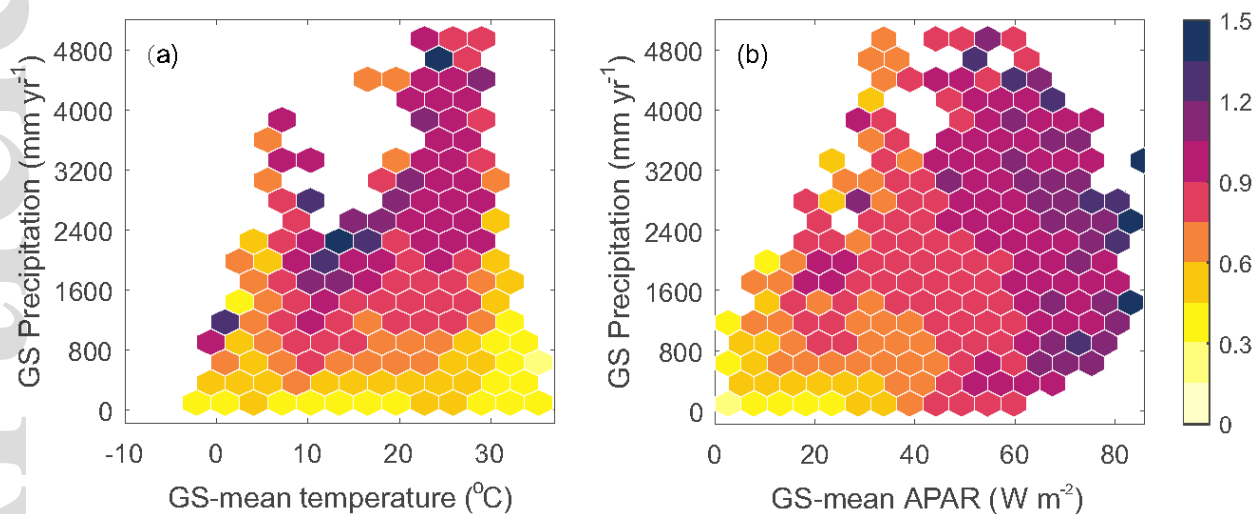 (a)
GS Precipitation (mm yr⁻¹)
4800
4000
3200
2400
1600
800
0
-10 0 10 20 30
GS-mean temperature (°C)
(b)
GS Precipitation (mm yr⁻¹)
4800
4000
3200
2400
1600
800
0
0 20 40 60 80
GS-mean APAR (W m⁻²)
1.5
1.2
0.9
0.6
0.3
0